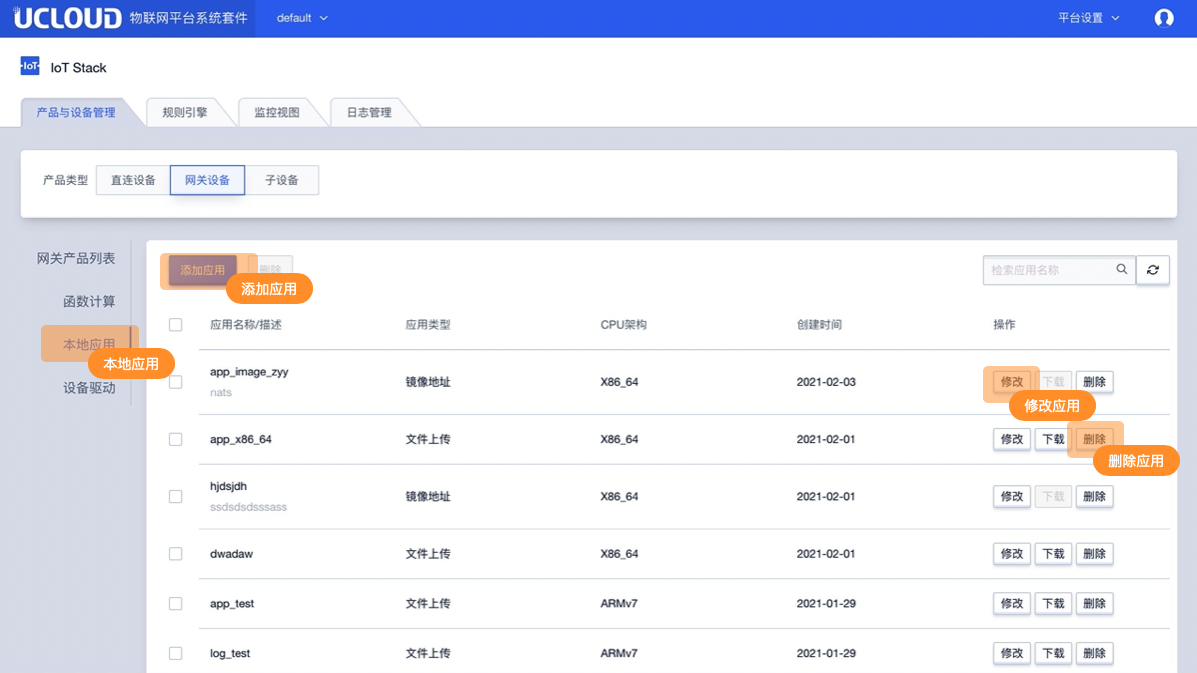 UCLOUD 物联网平台系统套件 default 平台设置
IoT IoT Stack
产品与设备管理 规则引擎 监控视图 日志管理
产品类型 直连设备 网关设备 子设备
网关产品列表
函数计算
本地应用
本地应用
设备驱动
添加应用 删除 检索应用名称
添加应用
应用名称/描述 应用类型 CPU架构 创建时间 操作
app_image_zyy 镜像地址 X86_64 2021-02-03 修改 下载 删除
nats
修改应用
app_x86_64 文件上传 X86_64 2021-02-01 修改 下载 删除
删除应用
hjdsjdh 镜像地址 X86_64 2021-02-01 修改 下载 删除
ssdsdsdsssass
dwadaw 文件上传 X86_64 2021-02-01 修改 下载 删除
app_test 文件上传 ARMv7 2021-01-29 修改 下载 删除
log_test 文件上传 ARMv7 2021-01-29 修改 下载 删除